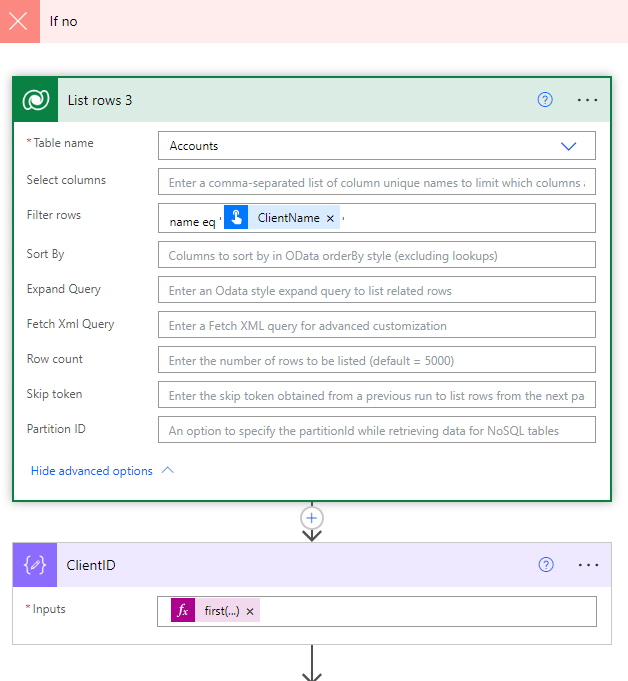 If no
List rows 3
* Table name
Accounts
Select columns
Enter a comma-separated list of column unique names to limit which columns a
Filter rows
name eq ' ClientName × '
Sort By
Columns to sort by in OData orderBy style (excluding lookups)
Expand Query
Enter an Odata style expand query to list related rows
Fetch Xml Query
Enter a Fetch XML query for advanced customization
Row count
Enter the number of rows to be listed (default = 5000)
Skip token
Enter the skip token obtained from a previous run to list rows from the next pa
Partition ID
An option to specify the partitionId while retrieving data for NoSQL tables
Hide advanced options
ClientID
* Inputs
fx first(...) ×